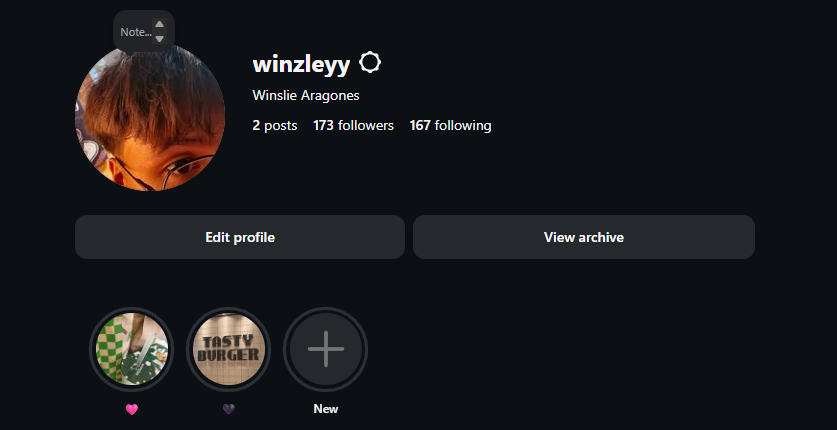 Note...
winzleyy
Winslie Aragones
2 posts 173 followers 167 following
Edit profile View archive
TASTY
BURGER
🩷 🖤 New